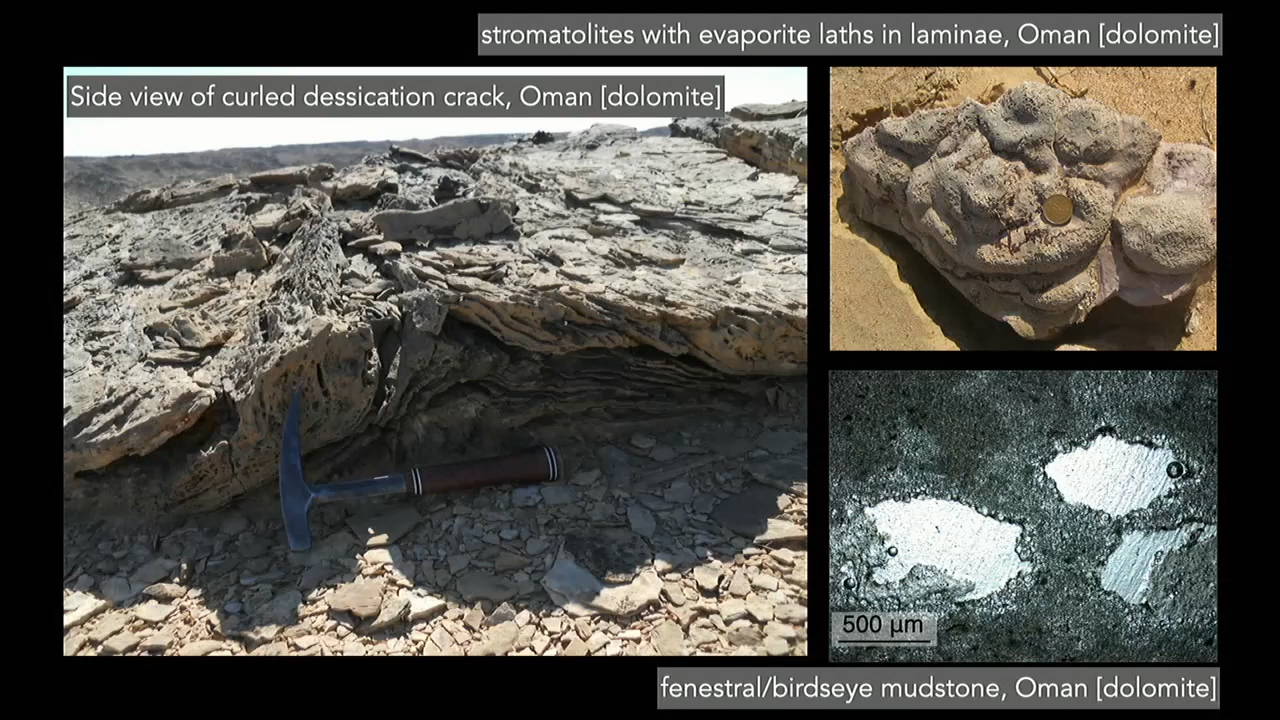 stromatolites with evaporite laths in laminae, Oman [dolomite]
Side view of curled dessication crack, Oman [dolomite]
500 µm
fenestral/birdseye mudstone, Oman [dolomite]